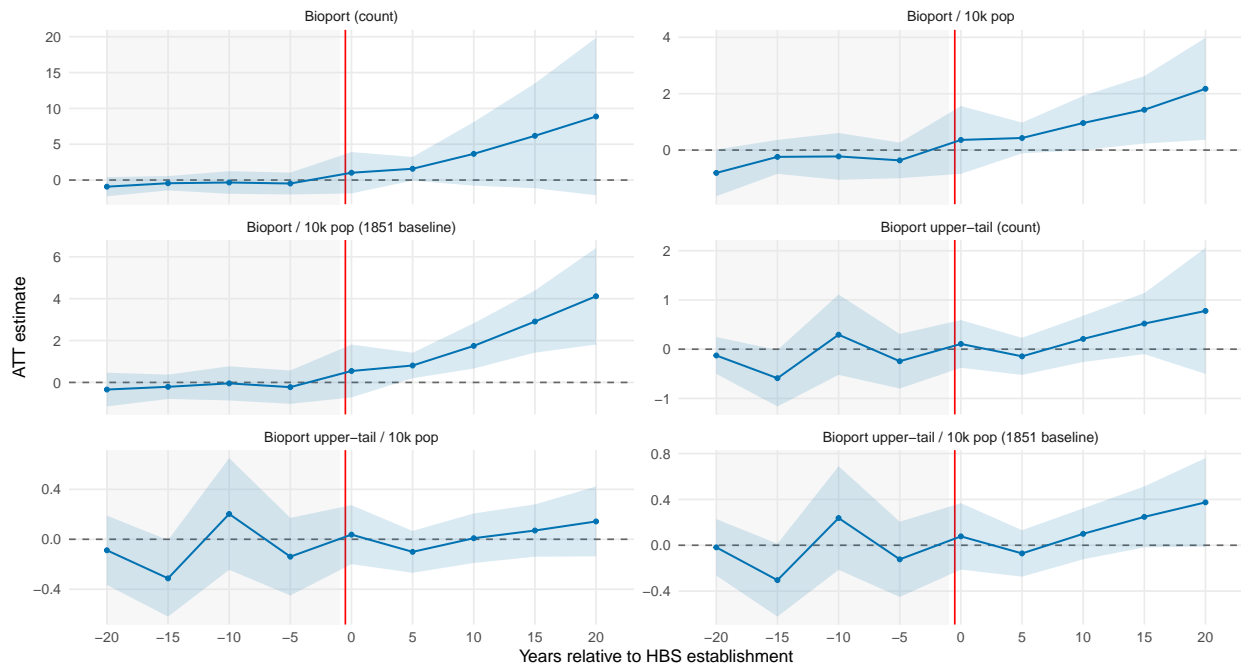 Bioport (count)
Bioport / 10k pop
20
15
10
5
0
4
2
0
Bioport / 10k pop (1851 baseline)
Bioport upper−tail (count)
6
4
2
0
2
1
0
−1
ATT estimate
Bioport upper−tail / 10k pop
Bioport upper−tail / 10k pop (1851 baseline)
0.4
0.0
−0.4
0.8
0.4
0.0
−0.4
−20 −15 −10 −5 0 5 10 15 20
−20 −15 −10 −5 0 5 10 15 20
Years relative to HBS establishment